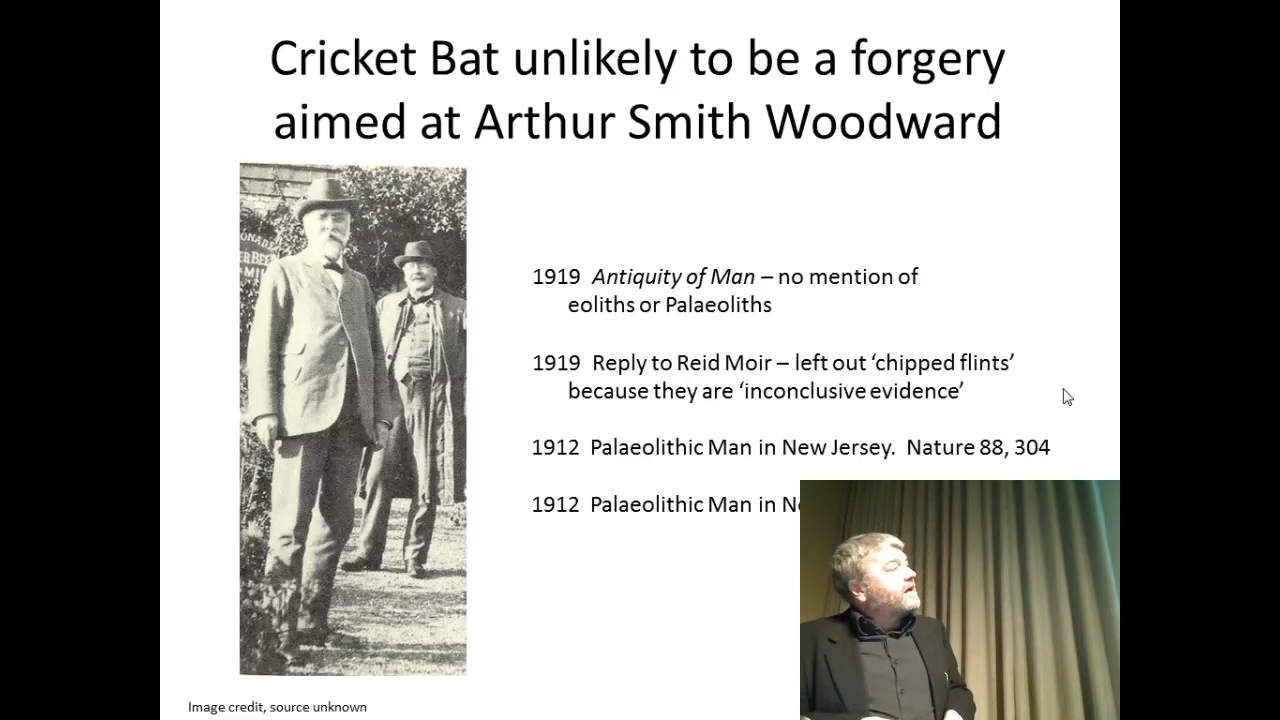 Cricket Bat unlikely to be a forgery
aimed at Arthur Smith Woodward
1919 Antiquity of Man – no mention of
eoliths or Palaeoliths
1919 Reply to Reid Moir – left out ‘chipped flints’
because they are ‘inconclusive evidence’
1912 Palaeolithic Man in New Jersey. Nature 88, 304
1912 Palaeolithic Man in
Image credit, source unknown